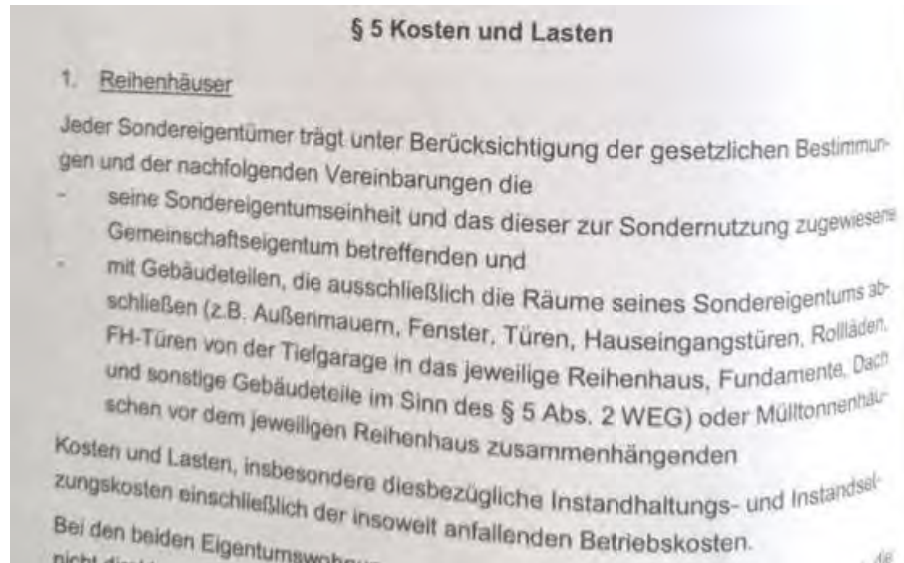 § 5 Kosten und Lasten
1. Reihenhäuser
Jeder Sondereigentümer trägt unter Berücksichtigung der gesetzlichen Bestimmun-
gen und der nachfolgenden Vereinbarungen die
- seine Sondereigentumseinheit und das dieser zur Sondernutzung zugewiesene
Gemeinschaftseigentum betreffenden und
- mit Gebäudeteilen, die ausschließlich die Räume seines Sondereigentums ab-
schließen (z.B. Außenmauern, Fenster, Türen, Hauseingangstüren, Rollläden,
FH-Türen von der Tiefgarage in das jeweilige Reihenhaus, Fundamente, Dach
und sonstige Gebäudeteile im Sinn des § 5 Abs. 2 WEG) oder Mülltonnenhäu-
schen vor dem jeweiligen Reihenhaus zusammenhängenden
Kosten und Lasten, insbesondere diesbezügliche Instandhaltungs- und Instandset-
zungskosten einschließlich der insoweit anfallenden Betriebskosten.
Bei den beiden
nicht